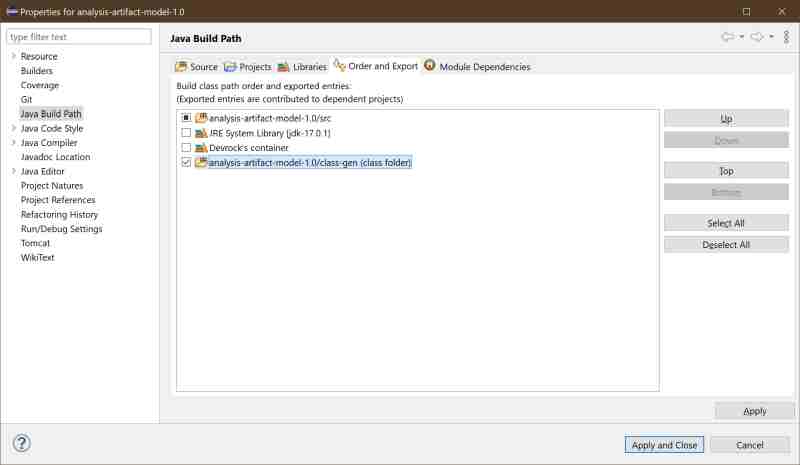 Properties for analysis-artifact-model-1.0
type filter text
Resource
Builders
Coverage
Git
Java Build Path
Java Code Style
Java Compiler
Javadoc Location
Java Editor
Project Natures
Project References
Refactoring History
Run/Debug Settings
Tomcat
WikiText
Java Build Path
Source
Projects
Libraries
Order and Export
Module Dependencies
Build class path order and exported entries:
(Exported entries are contributed to dependent projects)
analysis-artifact-model-1.0/src
JRE System Library [jdk-17.0.1]
Devrock's container
analysis-artifact-model-1.0/class-gen (class folder)
Up
Down
Top
Bottom
Select All
Deselect All
Apply
Apply and Close
Cancel